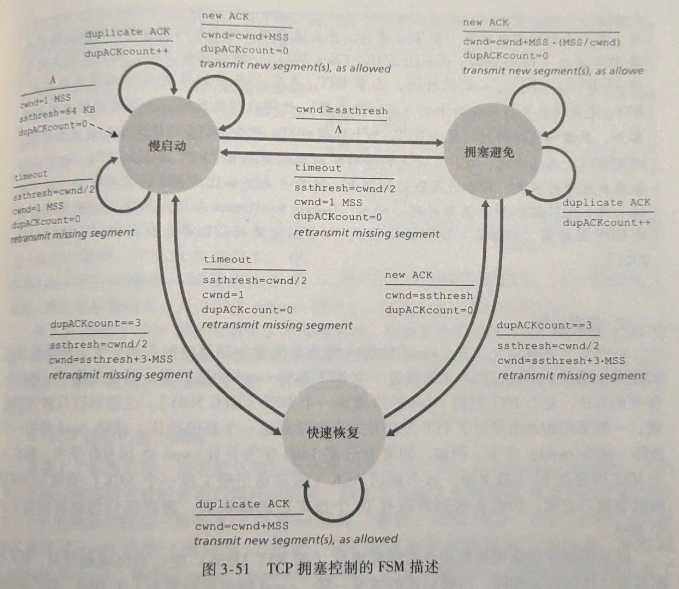 new ACK
cwnd=cwnd+MSS
dupACKcount=0
transmit new segment(s), as allowed
duplicate ACK
dupACKcount++
Λ
cwnd=1 MSS
ssthresh=64 KB
dupACKcount=0
慢启动
timeout
ssthresh=cwnd/2
cwnd=1 MSS
dupACKcount=0
retransmit missing segment
cwnd≥ssthresh
Λ
timeout
ssthresh=cwnd/2
cwnd=1 MSS
dupACKcount=0
retransmit missing segment
new ACK
cwnd=cwnd+MSS·(MSS/cwnd)
dupACKcount=0
transmit new segment(s), as allowe
拥塞避免
duplicate ACK
dupACKcount++
timeout
ssthresh=cwnd/2
cwnd=1
dupACKcount=0
retransmit missing segment
new ACK
cwnd=ssthresh
dupACKcount=0
dupACKcount==3
ssthresh=cwnd/2
cwnd=ssthresh+3·MSS
retransmit missing segment
dupACKcount==3
ssthresh=cwnd/2
cwnd=ssthresh+3·MSS
retransmit missing segment
快速恢复
duplicate ACK
cwnd=cwnd+MSS
transmit new segment(s), as allowed
图 3-51 TCP 拥塞控制的 FSM 描述